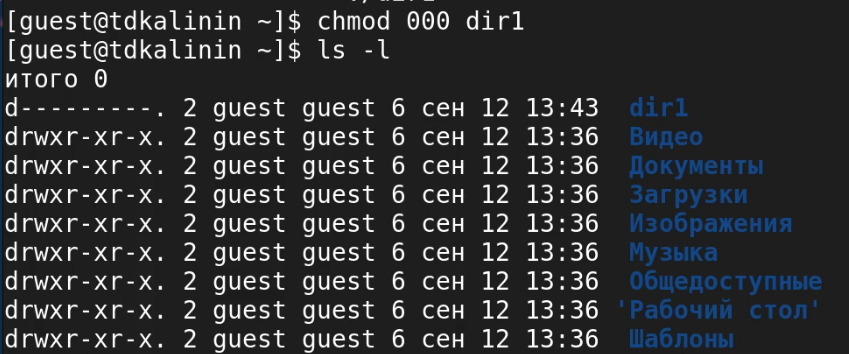 [guest@tdkalinin ~]$ chmod 000 dir1
[guest@tdkalinin ~]$ ls -l
итого 0
d---------. 2 guest guest 6 сен 12 13:43  dir1
drwxr-xr-x. 2 guest guest 6 сен 12 13:36  Видео
drwxr-xr-x. 2 guest guest 6 сен 12 13:36  Документы
drwxr-xr-x. 2 guest guest 6 сен 12 13:36  Загрузки
drwxr-xr-x. 2 guest guest 6 сен 12 13:36  Изображения
drwxr-xr-x. 2 guest guest 6 сен 12 13:36  Музыка
drwxr-xr-x. 2 guest guest 6 сен 12 13:36  Общедоступные
drwxr-xr-x. 2 guest guest 6 сен 12 13:36 'Рабочий стол'
drwxr-xr-x. 2 guest guest 6 сен 12 13:36  Шаблоны